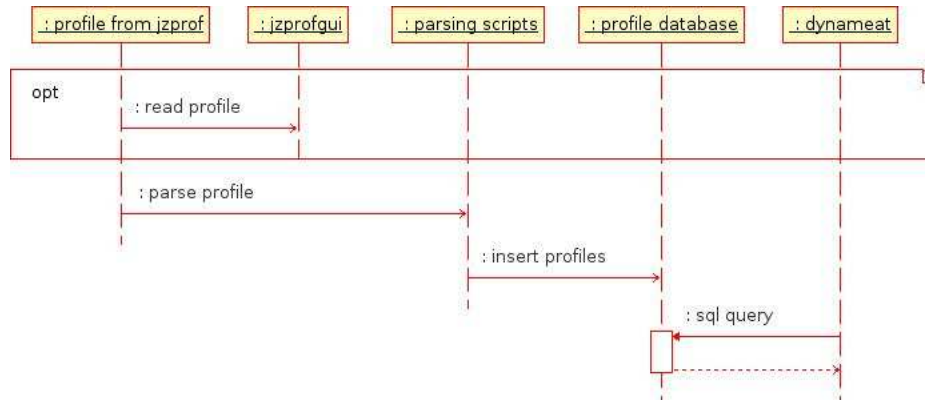 : profile from jzprof
: jzprofgui
: parsing scripts
: profile database
: dynameat
opt
: read profile
: parse profile
: insert profiles
: sql query